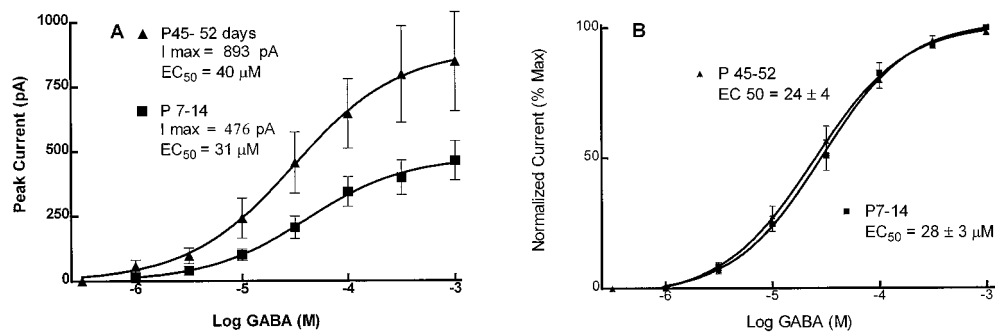 A
P45- 52 days
I max = 893 pA
EC50 = 40 µM
P 7-14
I max = 476 pA
EC50 = 31 µM
Peak Current (pA)
1000
750
500
250
0
-6
-5
-4
-3
Log GABA (M)
B
P 45-52
EC 50 = 24 ± 4
P7-14
EC50 = 28 ± 3 µM
Normalized Current (% Max)
100
50
0
-6
-5
-4
-3
Log GABA (M)